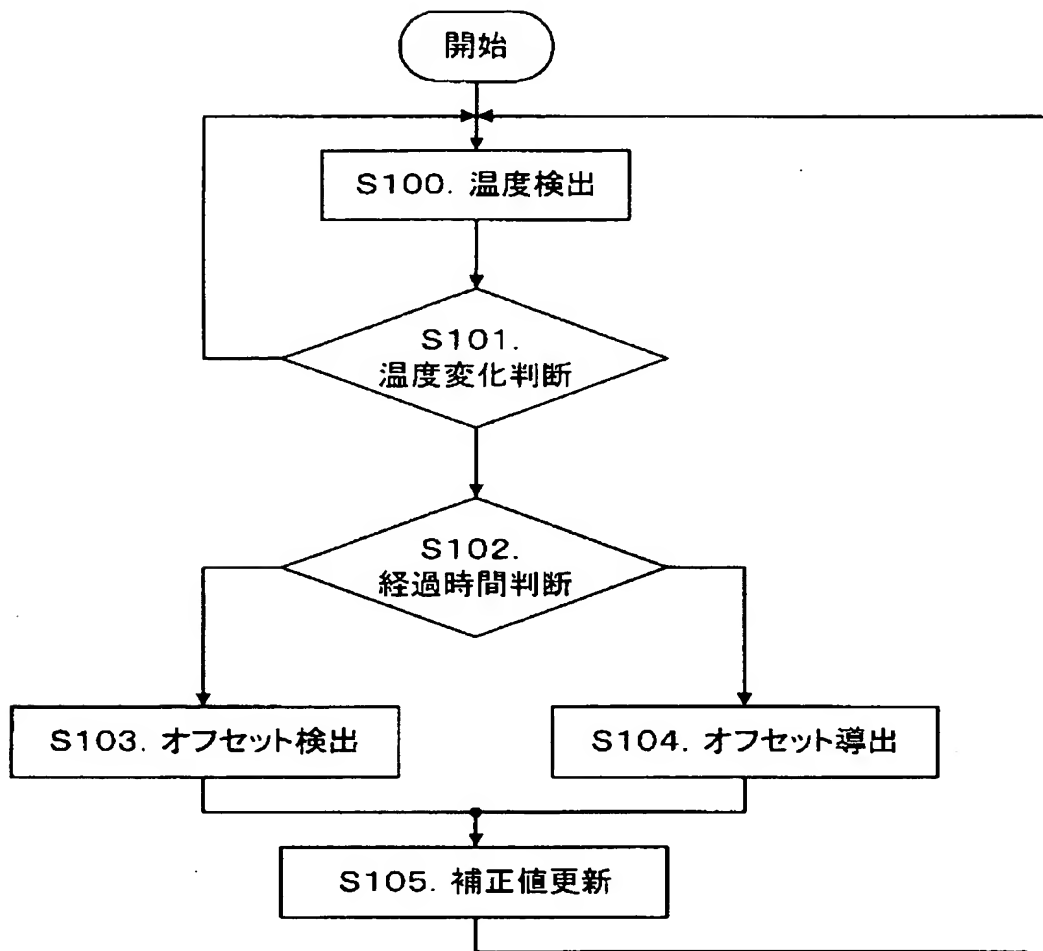 開始
S100. 温度検出
S101.
温度変化判断
S102.
経過時間判断
S103. オフセット検出
S104. オフセット導出
S105. 補正値更新